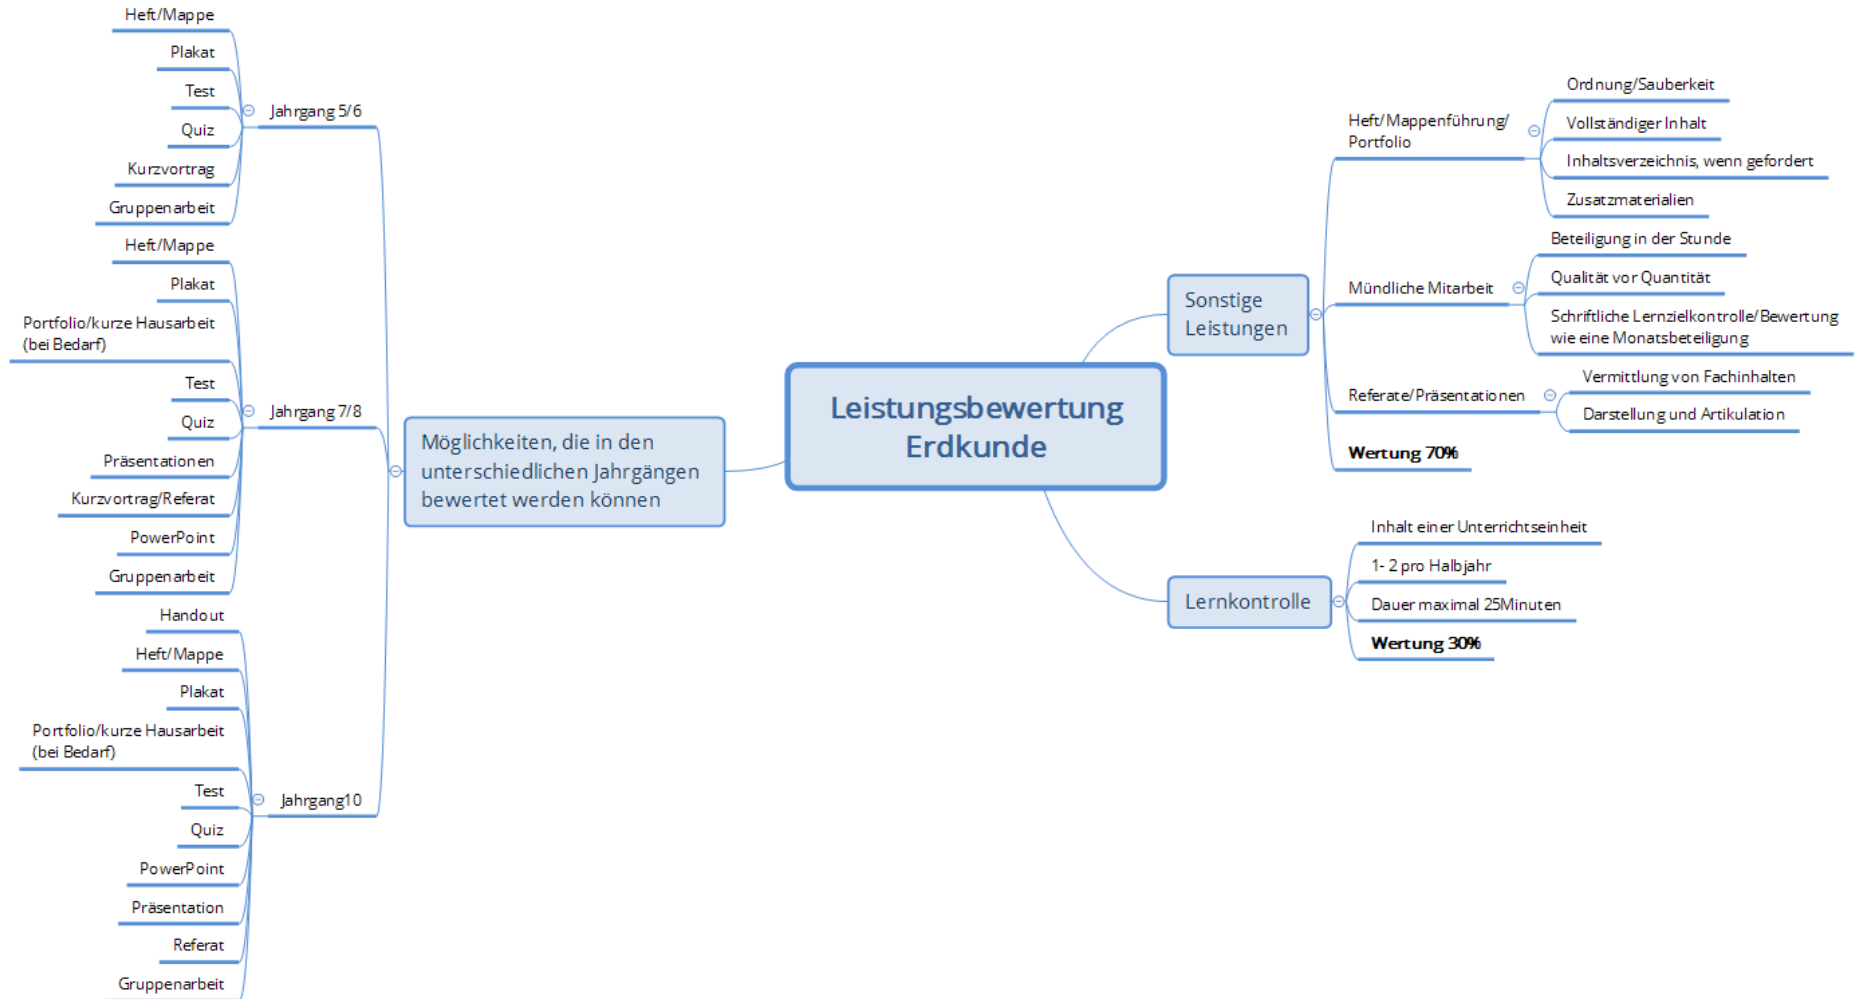 Leistungsbewertung
Erdkunde
Möglichkeiten, die in den
unterschiedlichen Jahrgängen
bewertet werden können
Jahrgang 5/6
Heft/Mappe
Plakat
Test
Quiz
Kurzvortrag
Gruppenarbeit
Jahrgang 7/8
Heft/Mappe
Plakat
Portfolio/kurze Hausarbeit
(bei Bedarf)
Test
Quiz
Präsentationen
Kurzvortrag/Referat
PowerPoint
Gruppenarbeit
Jahrgang10
Handout
Heft/Mappe
Plakat
Portfolio/kurze Hausarbeit
(bei Bedarf)
Test
Quiz
PowerPoint
Präsentation
Referat
Gruppenarbeit
Sonstige
Leistungen
Heft/Mappenführung/
Portfolio
Ordnung/Sauberkeit
Vollständiger Inhalt
Inhaltsverzeichnis, wenn gefordert
Zusatzmaterialien
Mündliche Mitarbeit
Beteiligung in der Stunde
Qualität vor Quantität
Schriftliche Lernzielkontrolle/Bewertung
wie eine Monatsbeteiligung
Referate/Präsentationen
Vermittlung von Fachinhalten
Darstellung und Artikulation
Wertung 70%
Lernkontrolle
Inhalt einer Unterrichtseinheit
1- 2 pro Halbjahr
Dauer maximal 25Minuten
Wertung 30%